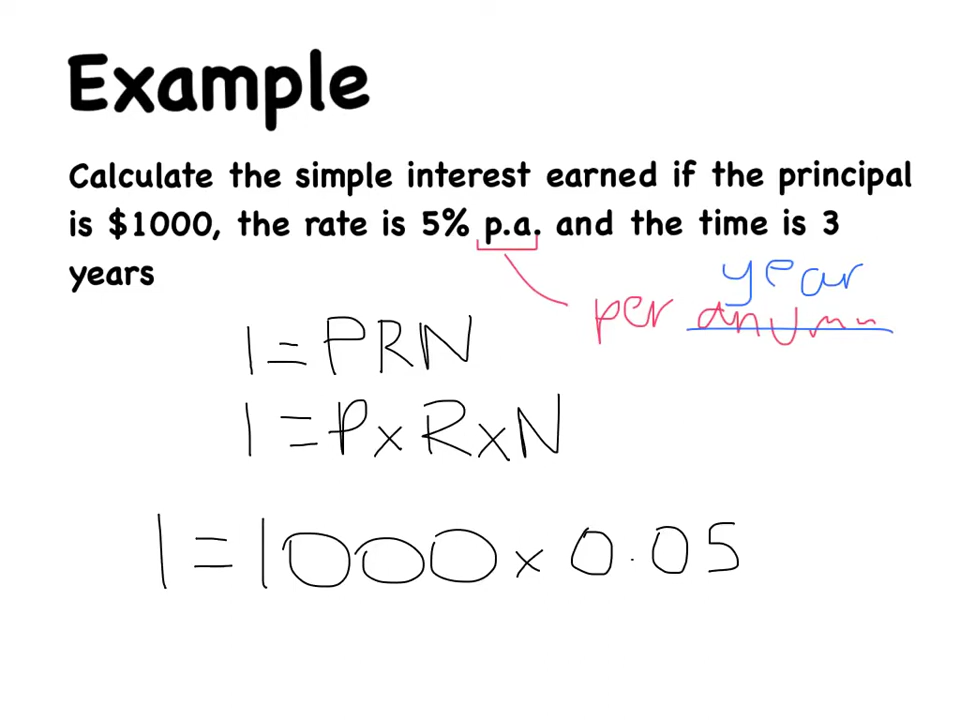 Example
Calculate the simple interest earned if the principal
is $1000, the rate is 5% p.a. and the time is 3
years
year
per anumn
I = PRN
I = P x R x N
I = 1000 x 0.05